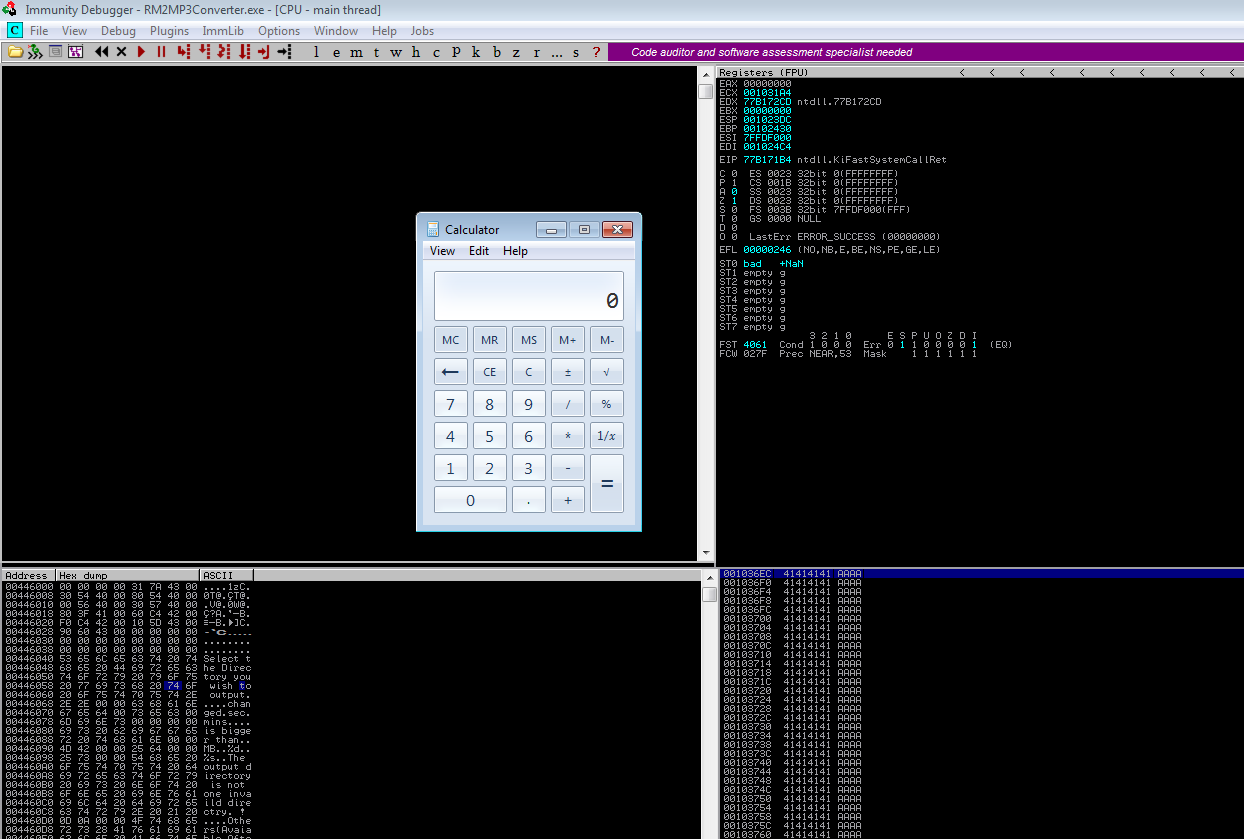 Immunity Debugger - RM2MP3Converter.exe - [CPU - main thread]
C File View Debug Plugins ImmLib Options Window Help Jobs
l e m t w h c P k b z r ... s ? Code auditor and software assessment specialist needed
Registers (FPU) < < < < < < < < < <
EAX 00000000
ECX 001031A4
EDX 77B172CD ntdll.77B172CD
EBX 00000000
ESP 001023DC
EBP 00102430
ESI 7FFDF000
EDI 001024C4
EIP 77B171B4 ntdll.KiFastSystemCallRet
C 0 ES 0023 32bit 0(FFFFFFFF)
P 1 CS 001B 32bit 0(FFFFFFFF)
A 0 SS 0023 32bit 0(FFFFFFFF)
Z 1 DS 0023 32bit 0(FFFFFFFF)
S 0 FS 003B 32bit 7FFDF000(FFF)
T 0 GS 0000 NULL
D 0
O 0 LastErr ERROR_SUCCESS (00000000)
EFL 00000246 (NO,NB,E,BE,NS,PE,GE,LE)
ST0 bad +NaN
ST1 empty g
ST2 empty g
ST3 empty g
ST4 empty g
ST5 empty g
ST6 empty g
ST7 empty g
3 2 1 0 E S P U O Z D I
FST 4061 Cond 1 0 0 0 Err 0 1 1 0 0 0 0 1 (EQ)
FCW 027F Prec NEAR,53 Mask 1 1 1 1 1 1
Calculator
View Edit Help
0
MC MR MS M+ M-
← CE C ± √
7 8 9 / %
4 5 6 * 1/x
1 2 3 - =
0 . +
Address Hex dump ASCII
00446000 00 00 00 00 31 7A 43 00 ....1zC.
00446008 30 54 40 00 80 54 40 00 0T@.ÇT@.
00446010 00 56 40 00 30 57 40 00 .V@.0W@.
00446018 80 3F 41 00 60 C4 42 00 Ç?A.`─B.
00446020 F0 C4 42 00 10 5D 43 00 ≡─B.►]C.
00446028 90 60 43 00 00 00 00 00
00446030 00 00 00 00 00 00 00 00 ........
00446038 00 00 00 00 00 00 00 00 ........
00446040 53 65 6C 65 63 74 20 74 Select t
00446048 68 65 20 44 69 72 65 63 he Direc
00446050 74 6F 72 79 20 79 6F 75 tory you
00446058 20 77 69 73 68 20 74 6F wish to
00446060 20 6F 75 74 70 75 74 2E output.
00446068 2E 2E 00 00 63 68 61 6E ....chan
00446070 67 65 64 00 73 65 63 00 ged.sec.
00446078 6D 69 6E 73 00 00 00 00 mins....
00446080 69 73 20 62 69 67 67 65 is bigge
00446088 72 20 74 68 61 6E 00 00 r than..
00446090 4D 42 00 00 25 64 00 00 MB..%d..
00446098 25 73 00 00 54 68 65 20 %s..The
004460A0 6F 75 74 70 75 74 20 64 output d
004460A8 69 72 65 63 74 6F 72 79 irectory
004460B0 20 69 73 20 6E 6F 74 20 is not
004460B8 6F 6E 65 20 69 6E 76 61 one inva
004460C0 69 6C 64 20 64 69 72 65 ild dire
004460C8 63 74 72 79 2E 20 21 20 ctry. !
004460D0 0D 0A 00 00 4F 74 68 65 ....Othe
004460D8 72 73 28 41 76 61 69 61 rs(Avaia
001036EC 41414141 AAAA
001036F0 41414141 AAAA
001036F4 41414141 AAAA
001036F8 41414141 AAAA
001036FC 41414141 AAAA
00103700 41414141 AAAA
00103704 41414141 AAAA
00103708 41414141 AAAA
0010370C 41414141 AAAA
00103710 41414141 AAAA
00103714 41414141 AAAA
00103718 41414141 AAAA
0010371C 41414141 AAAA
00103720 41414141 AAAA
00103724 41414141 AAAA
00103728 41414141 AAAA
0010372C 41414141 AAAA
00103730 41414141 AAAA
00103734 41414141 AAAA
00103738 41414141 AAAA
0010373C 41414141 AAAA
00103740 41414141 AAAA
00103744 41414141 AAAA
00103748 41414141 AAAA
0010374C 41414141 AAAA
00103750 41414141 AAAA
00103754 41414141 AAAA
00103758 41414141 AAAA
0010375C 41414141 AAAA
00103760 41414141 AAAA